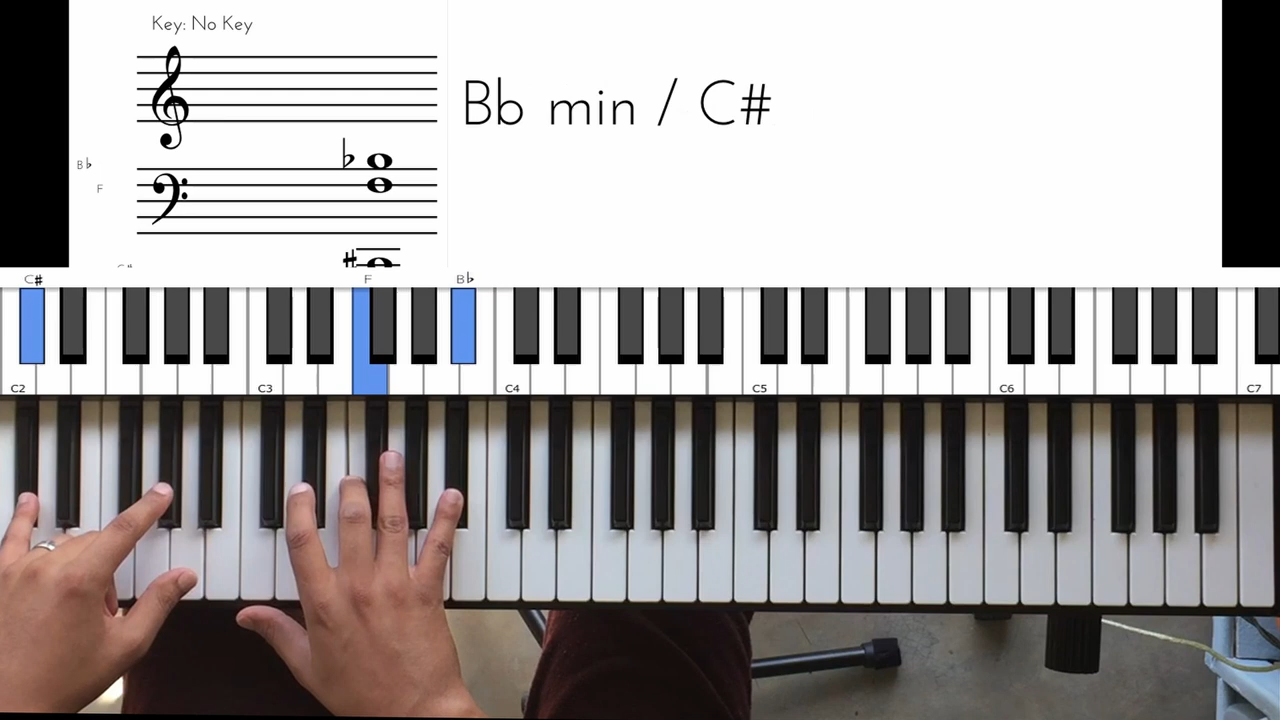 Key: No Key
Bb min / C#
B♭
F
C#
C# F B♭
C2 C3 C4 C5 C6 C7